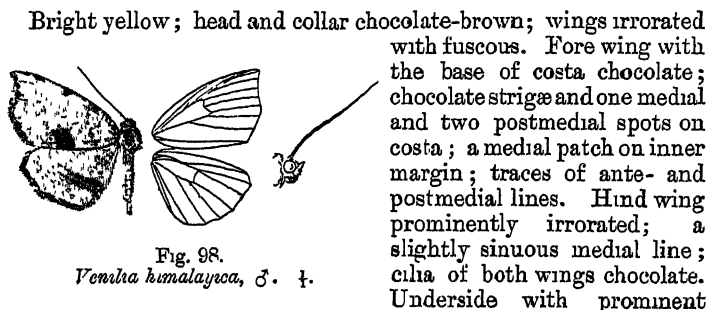 Bright yellow; head and collar chocolate-brown; wings irrorated
with fuscous. Fore wing with
the base of costa chocolate;
chocolate strigæ and one medial
and two postmedial spots on
costa; a medial patch on inner
margin; traces of ante- and
postmedial lines. Hind wing
prominently irrorated; a
slightly sinuous medial line;
cilia of both wings chocolate.
Underside with prominent
Fig. 98.
Venilia himalayica, ♂. ½.